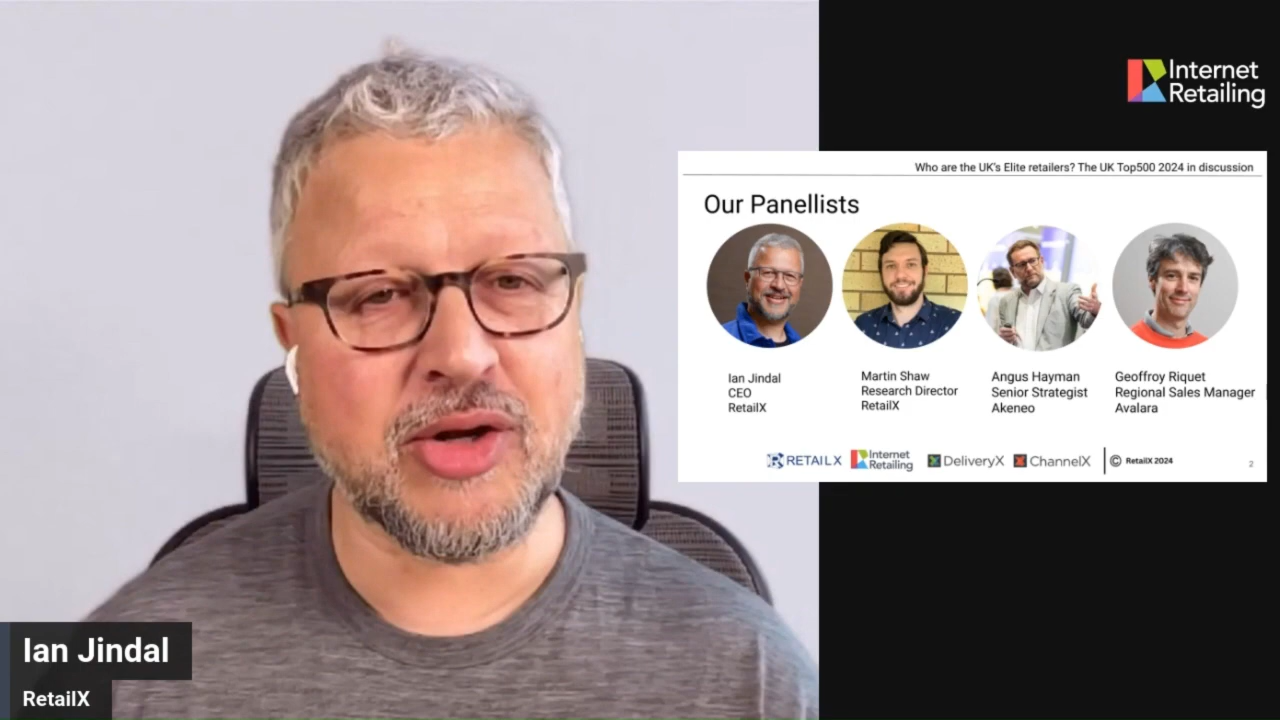 Internet
Retailing
Who are the UK's Elite retailers? The UK Top500 2024 in discussion
Our Panellists
Ian Jindal
CEO
RetailX
Martin Shaw
Research Director
RetailX
Angus Hayman
Senior Strategist
Akeneo
Geoffroy Riquet
Regional Sales Manager
Avalara
RETAIL X
Internet
Retailing
DeliveryX
ChannelX
© RetailX 2024
2
Ian Jindal
RetailX